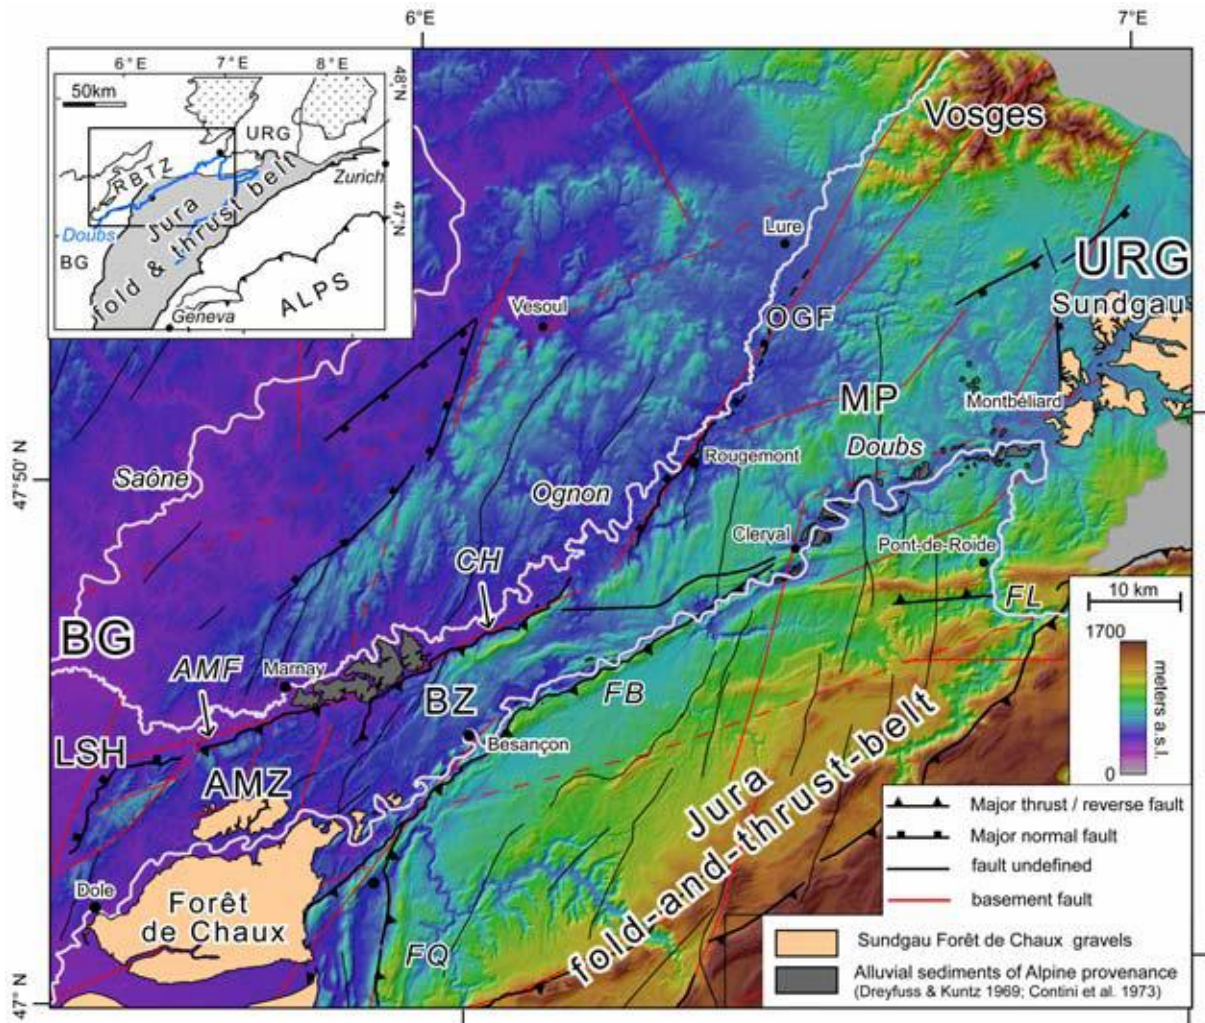 6°E
7°E
6° E
7° E
8° E
48°N
50km
URG
RBTZ
Zurich
Jura
fold & thrust belt
47°N
Doubs
BG
ALPS
Geneva
Vosges
Lure
URG
Sundgau
Vesoul
OGF
MP
Montbéliard
Doubs
47°50' N
Saône
Ognon
Rougemont
Clerval
Pont-de-Roide
CH
FL
10 km
BG
AMF
Marnay
1700
meters a.s.l.
0
BZ
FB
LSH
Besançon
AMZ
Jura
fold-and-thrust-belt
Dole
Forêt
de Chaux
FQ
47° N
Major thrust / reverse fault
Major normal fault
fault undefined
basement fault
Sundgau Forêt de Chaux gravels
Alluvial sediments of Alpine provenance
(Dreyfuss & Kuntz 1969; Contini et al. 1973)